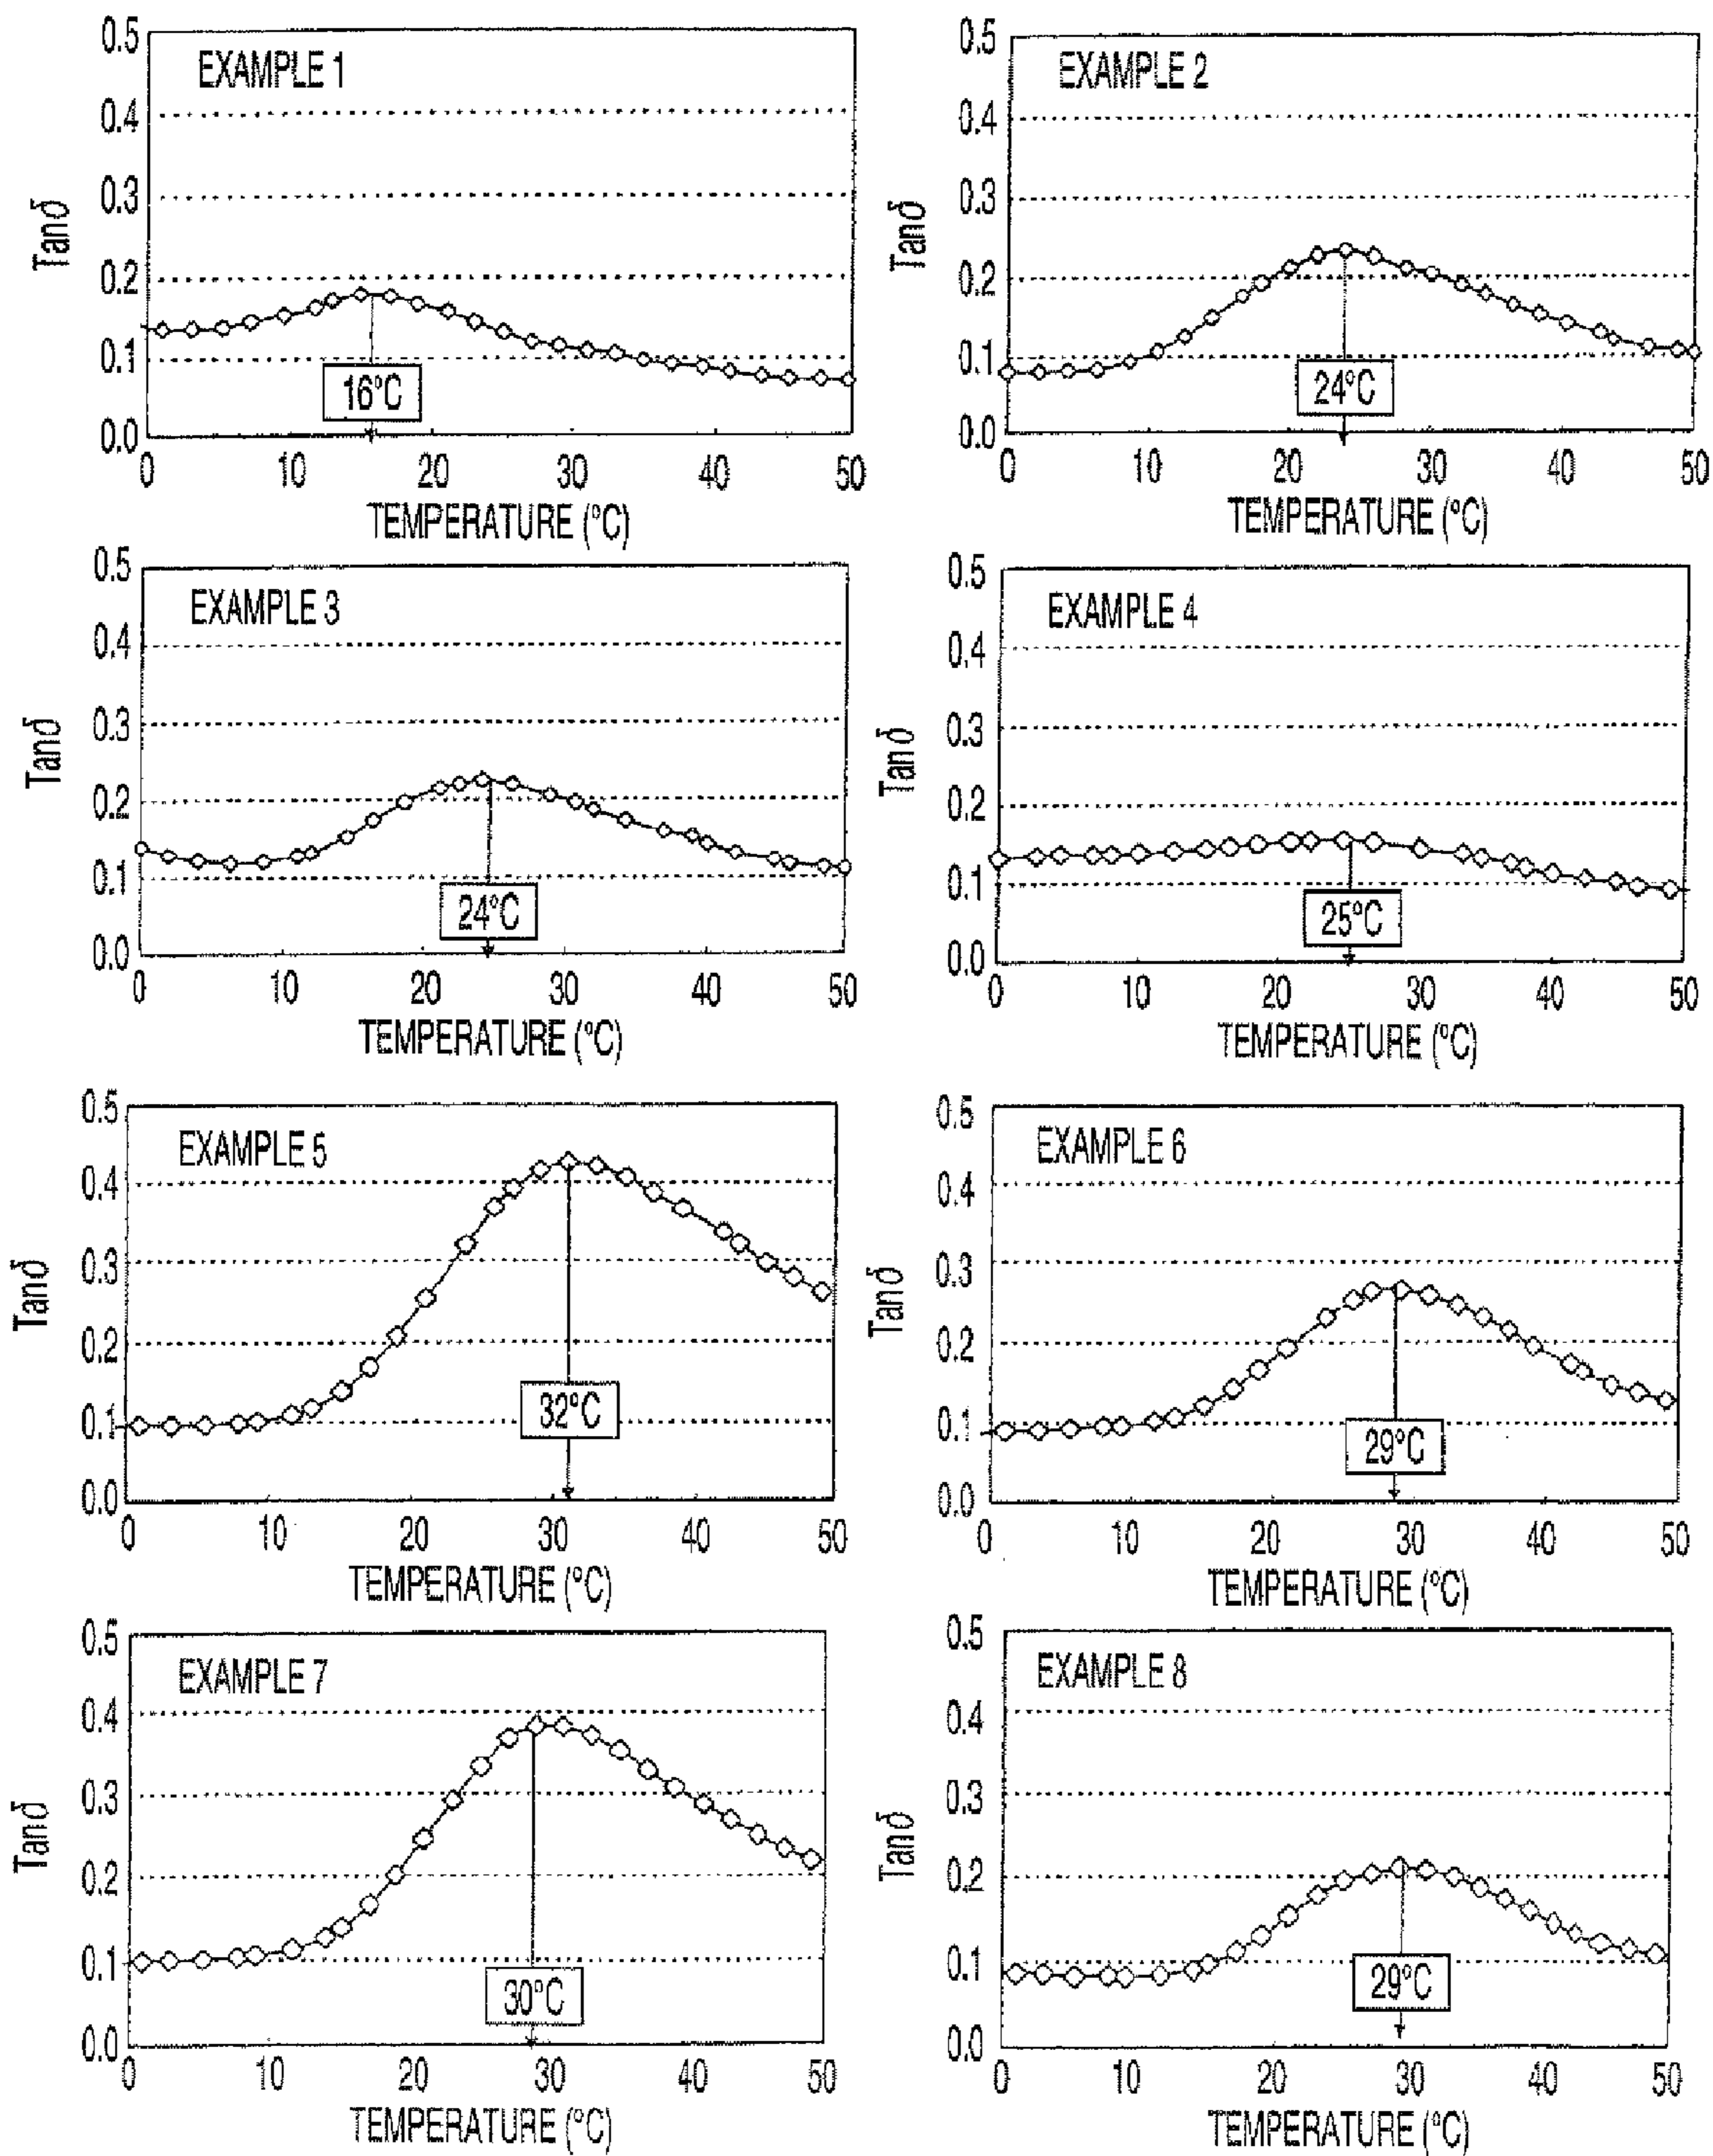 EXAMPLE 1
0.5
0.4
0.3
0.2
0.1
0.0
Tanδ
16°C
0 10 20 30 40 50
TEMPERATURE (°C)
EXAMPLE 2
0.5
0.4
0.3
0.2
0.1
0.0
Tanδ
24°C
0 10 20 30 40 50
TEMPERATURE (°C)
EXAMPLE 3
0.5
0.4
0.3
0.2
0.1
0.0
Tanδ
24°C
0 10 20 30 40 50
TEMPERATURE (°C)
EXAMPLE 4
0.5
0.4
0.3
0.2
0.1
0.0
Tanδ
25°C
0 10 20 30 40 50
TEMPERATURE (°C)
EXAMPLE 5
0.5
0.4
0.3
0.2
0.1
0.0
Tanδ
32°C
0 10 20 30 40 50
TEMPERATURE (°C)
EXAMPLE 6
0.5
0.4
0.3
0.2
0.1
0.0
Tanδ
29°C
0 10 20 30 40 50
TEMPERATURE (°C)
EXAMPLE 7
0.5
0.4
0.3
0.2
0.1
0.0
Tanδ
30°C
0 10 20 30 40 50
TEMPERATURE (°C)
EXAMPLE 8
0.5
0.4
0.3
0.2
0.1
0.0
Tanδ
29°C
0 10 20 30 40 50
TEMPERATURE (°C)